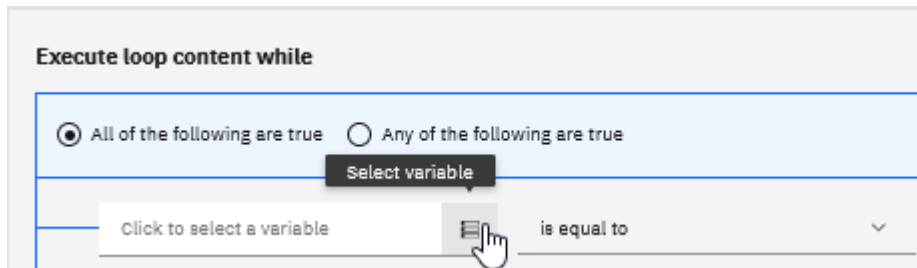 Execute loop content while
All of the following are true Any of the following are true
Select variable
Click to select a variable is equal to